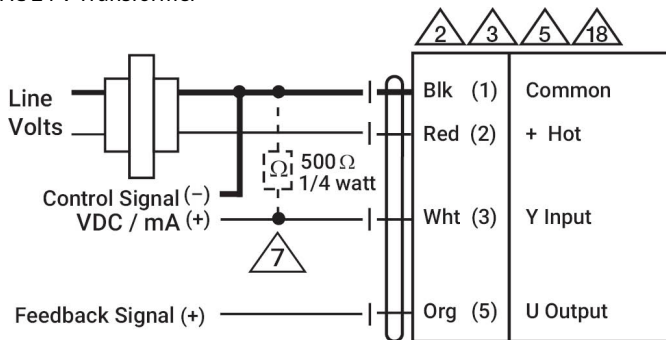 2 3 5 18
Line
Volts
Blk (1) Common
Red (2) + Hot
Ω 500 Ω
1/4 watt
Control Signal (−)
VDC / mA (+)
Wht (3) Y Input
7
Feedback Signal (+)
Org (5) U Output